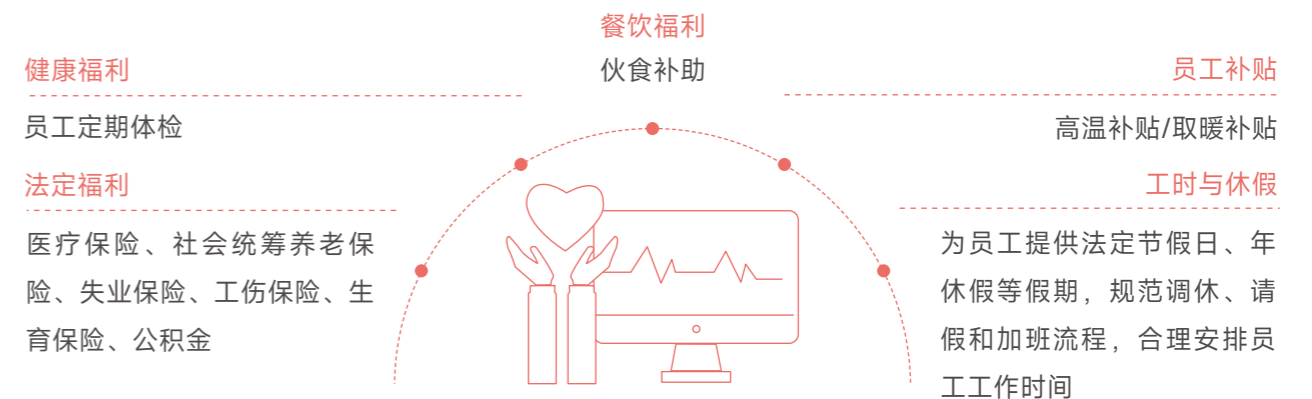 餐饮福利
伙食补助
健康福利
员工定期体检
法定福利
医疗保险、社会统筹养老保
险、失业保险、工伤保险、生
育保险、公积金
员工补贴
高温补贴/取暖补贴
工时与休假
为员工提供法定节假日、年
休假等假期，规范调休、请
假和加班流程，合理安排员
工工作时间